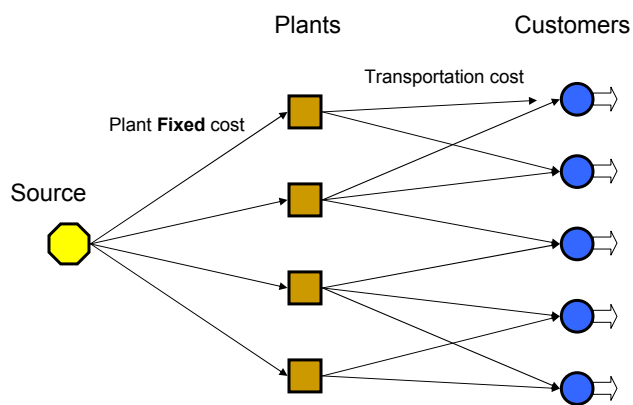 Plants
Customers
Transportation cost
Plant Fixed cost
Source